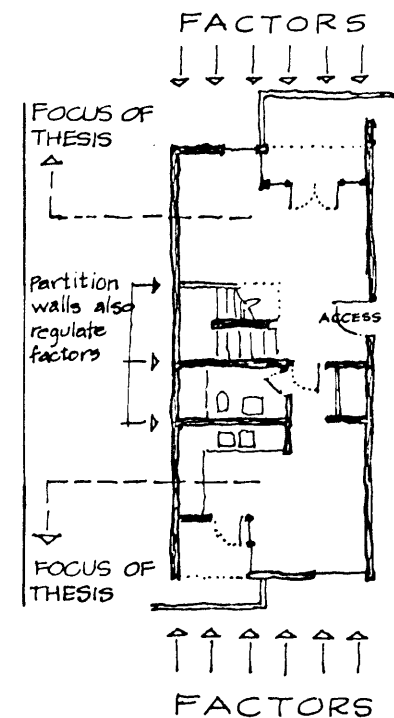 FACTORS
FOCUS OF
THESIS
Partition
walls also
regulate
factors
ACCESS
FOCUS OF
THESIS
FACTORS